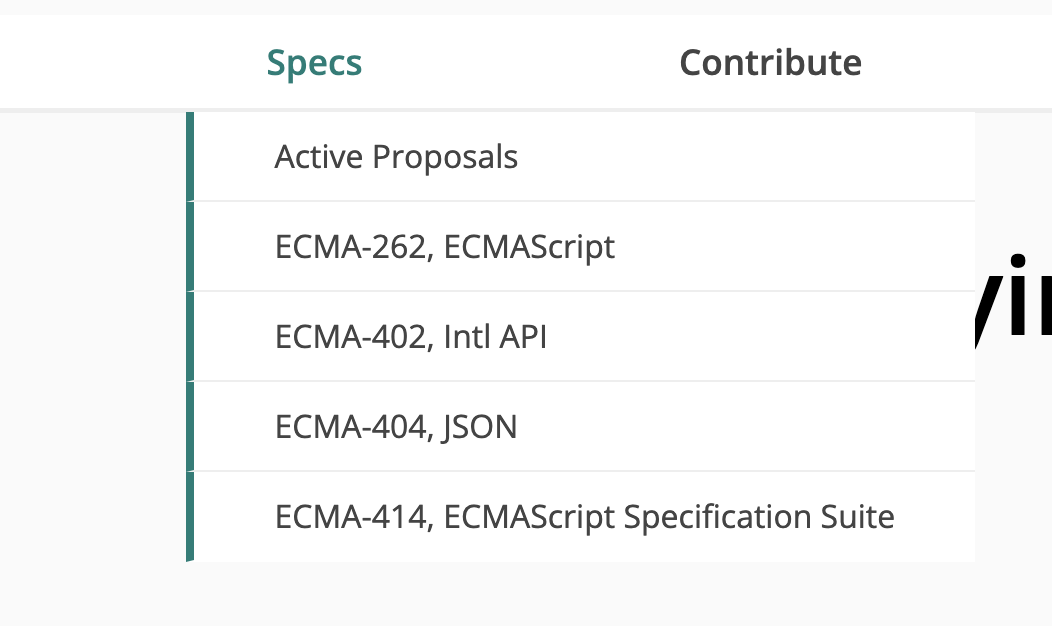 Specs Contribute
Active Proposals
ECMA-262, ECMAScript
ECMA-402, Intl API
ECMA-404, JSON
ECMA-414, ECMAScript Specification Suite